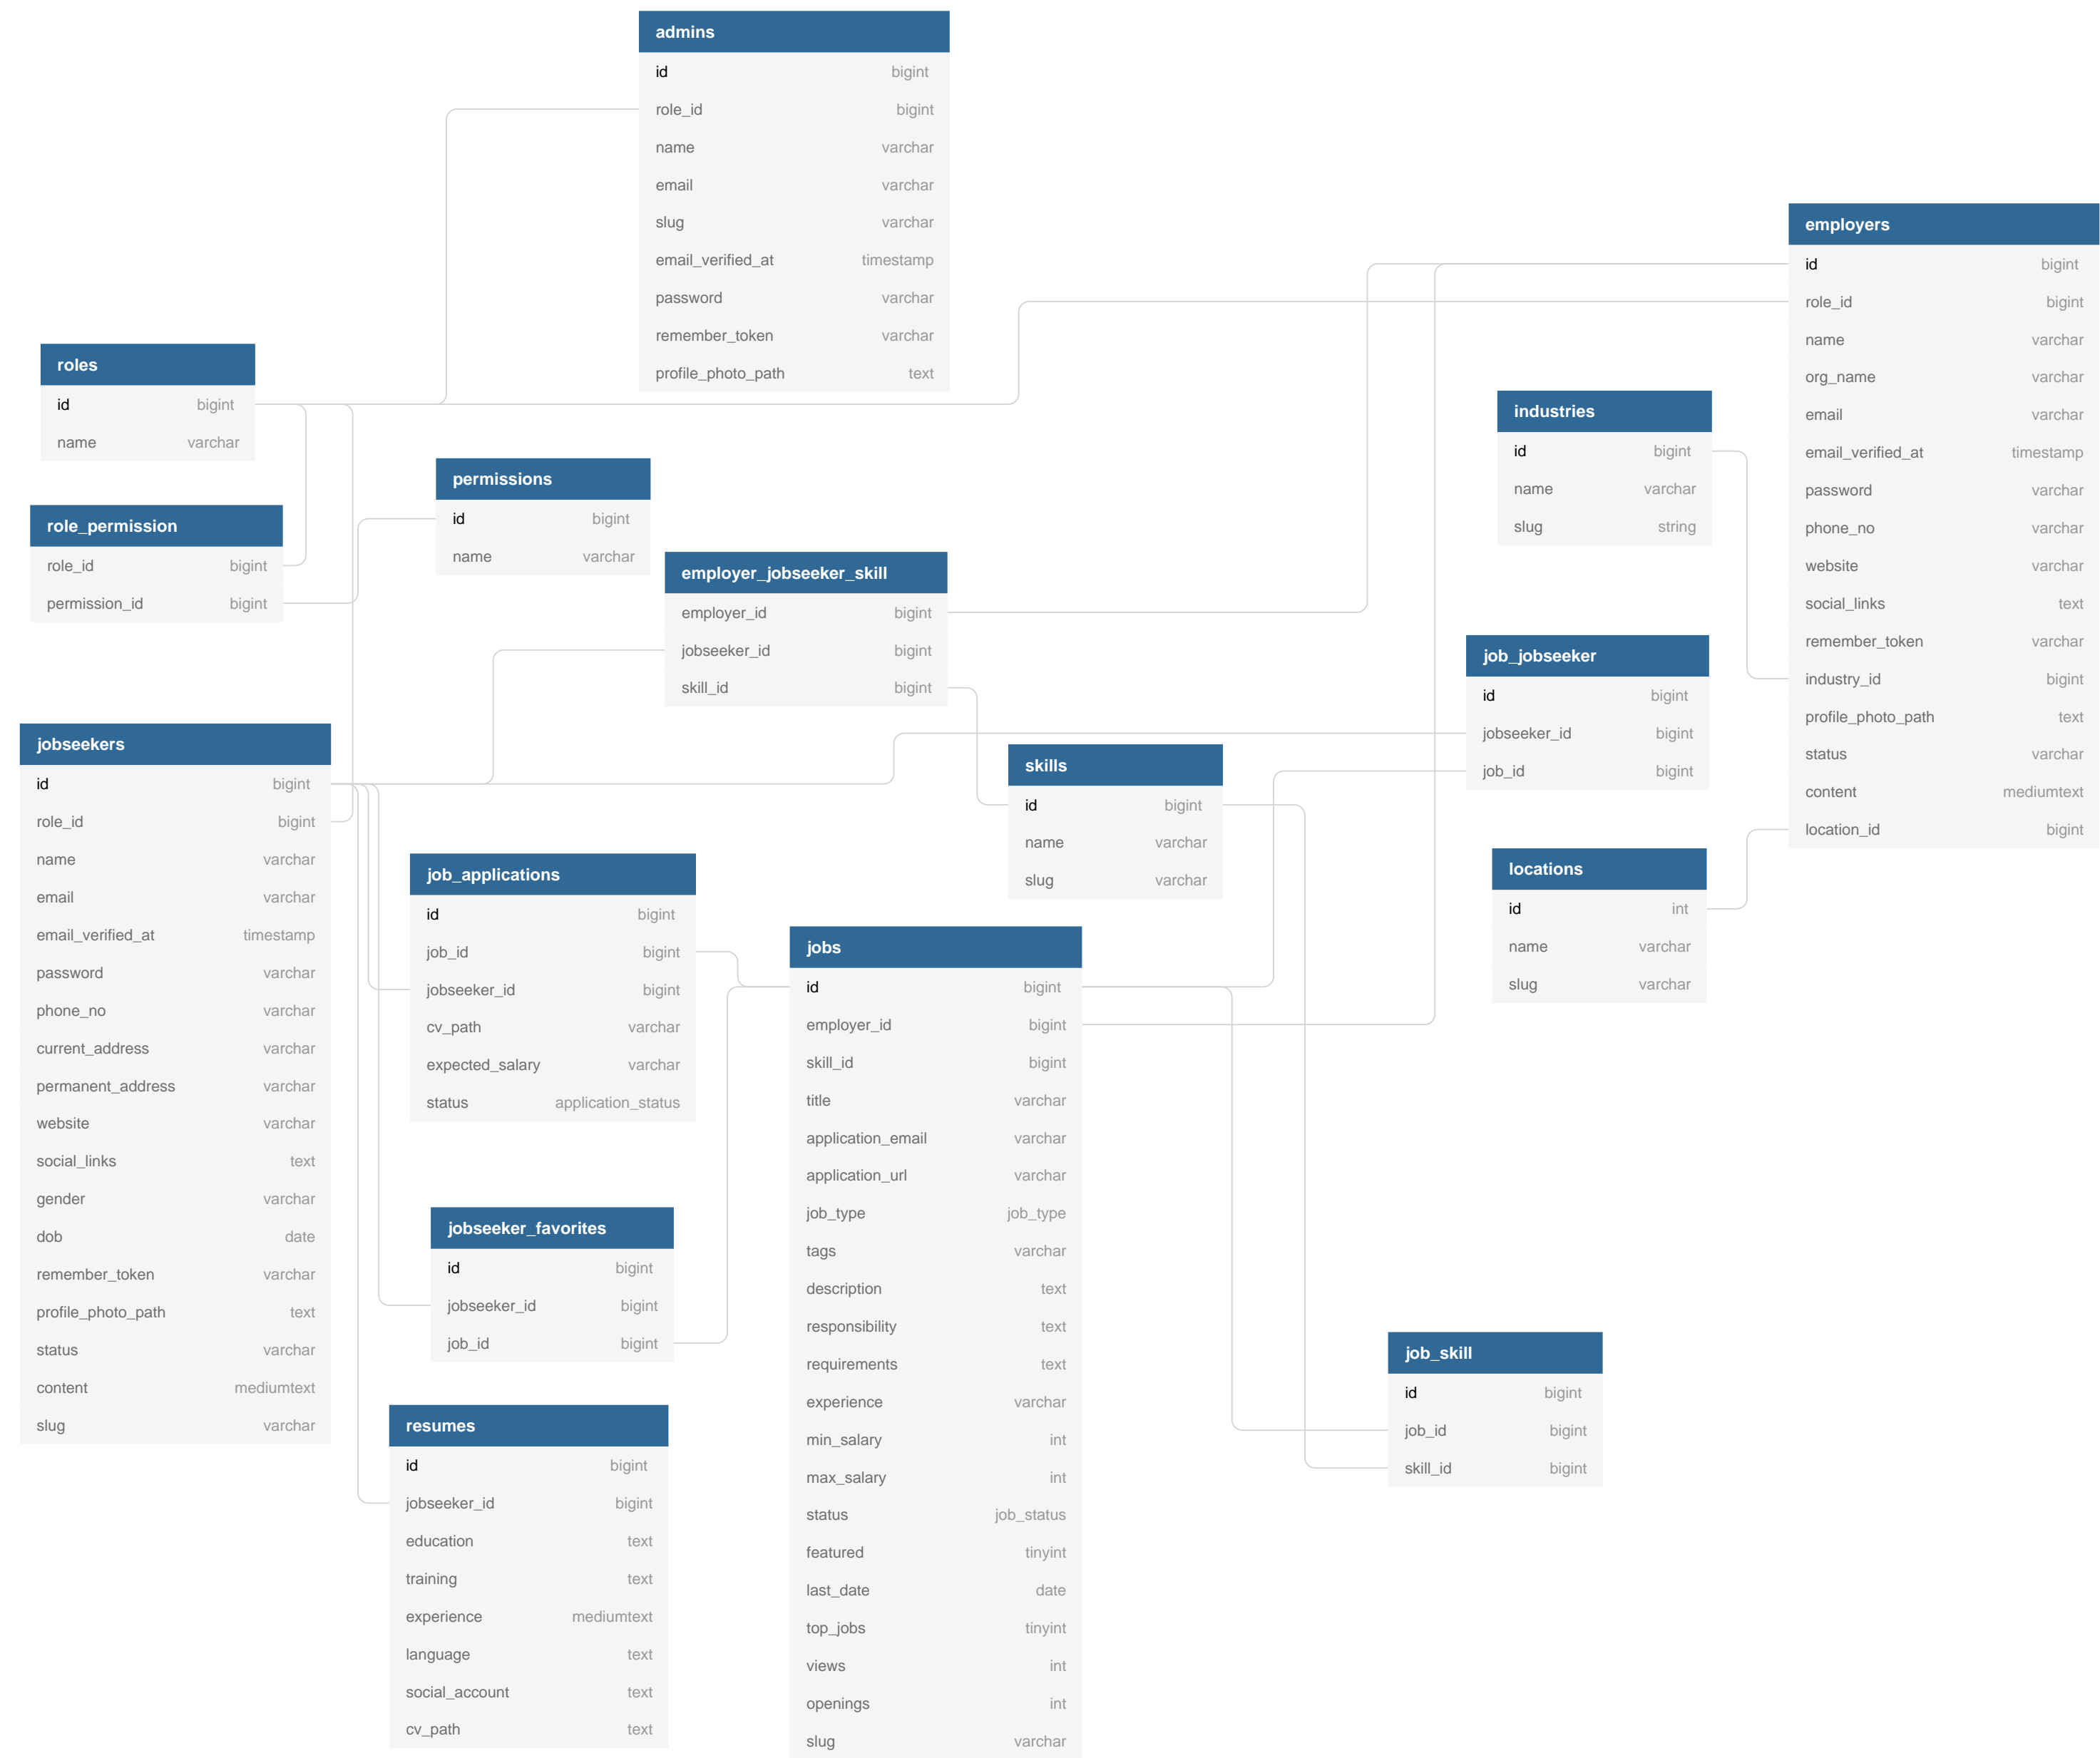 admins
id bigint
role_id bigint
name varchar
email varchar
slug varchar
email_verified_at timestamp
password varchar
remember_token varchar
profile_photo_path text
employers
id bigint
role_id bigint
name varchar
org_name varchar
email varchar
email_verified_at timestamp
password varchar
phone_no varchar
website varchar
social_links text
remember_token varchar
industry_id bigint
profile_photo_path text
status varchar
content mediumtext
location_id bigint
roles
id bigint
name varchar
industries
id bigint
name varchar
slug string
permissions
id bigint
name varchar
role_permission
role_id bigint
permission_id bigint
employer_jobseeker_skill
employer_id bigint
jobseeker_id bigint
skill_id bigint
job_jobseeker
id bigint
jobseeker_id bigint
job_id bigint
jobseekers
id bigint
role_id bigint
name varchar
email varchar
email_verified_at timestamp
password varchar
phone_no varchar
current_address varchar
permanent_address varchar
website varchar
social_links text
gender varchar
dob date
remember_token varchar
profile_photo_path text
status varchar
content mediumtext
slug varchar
skills
id bigint
name varchar
slug varchar
locations
id int
name varchar
slug varchar
job_applications
id bigint
job_id bigint
jobseeker_id bigint
cv_path varchar
expected_salary varchar
status application_status
jobs
id bigint
employer_id bigint
skill_id bigint
title varchar
application_email varchar
application_url varchar
job_type job_type
tags varchar
description text
responsibility text
requirements text
experience varchar
min_salary int
max_salary int
status job_status
featured tinyint
last_date date
top_jobs tinyint
views int
openings int
slug varchar
jobseeker_favorites
id bigint
jobseeker_id bigint
job_id bigint
job_skill
id bigint
job_id bigint
skill_id bigint
resumes
id bigint
jobseeker_id bigint
education text
training text
experience mediumtext
language text
social_account text
cv_path text